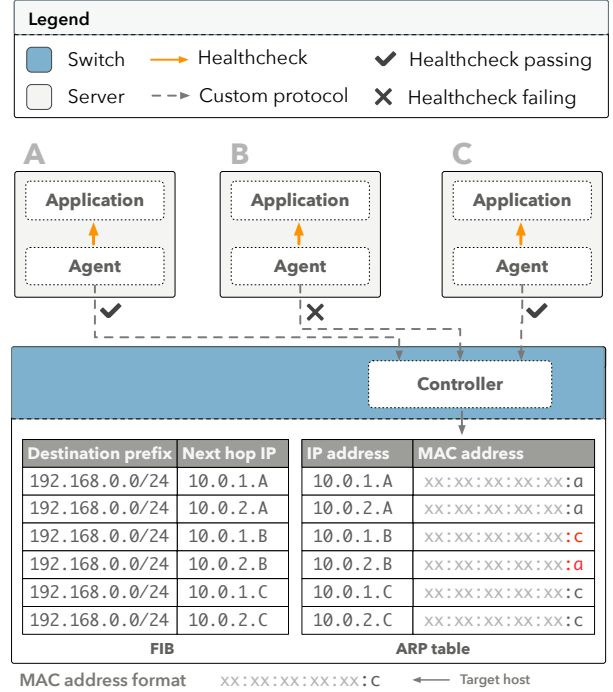 Legend
Switch Healthcheck Healthcheck passing
Server Custom protocol Healthcheck failing
A B C
Application Application Application
Agent Agent Agent
Controller
Destination prefix Next hop IP IP address MAC address
192.168.0.0/24 10.0.1.A 10.0.1.A xx:xx:xx:xx:xx:a
192.168.0.0/24 10.0.2.A 10.0.2.A xx:xx:xx:xx:xx:a
192.168.0.0/24 10.0.1.B 10.0.1.B xx:xx:xx:xx:xx:c
192.168.0.0/24 10.0.2.B 10.0.2.B xx:xx:xx:xx:xx:a
192.168.0.0/24 10.0.1.C 10.0.1.C xx:xx:xx:xx:xx:c
192.168.0.0/24 10.0.2.C 10.0.2.C xx:xx:xx:xx:xx:c
FIB ARP table
MAC address format xx:xx:xx:xx:xx:c Target host